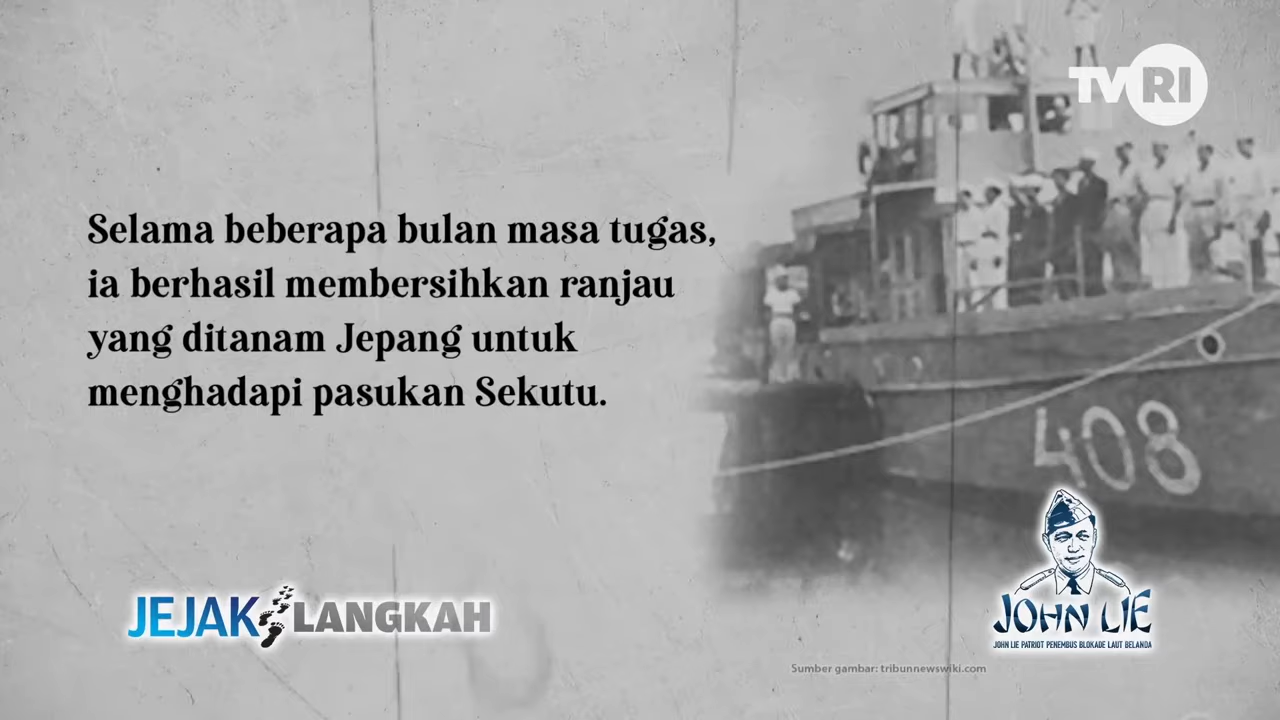 TVRI
Selama beberapa bulan masa tugas,
ia berhasil membersihkan ranjau
yang ditanam Jepang untuk
menghadapi pasukan Sekutu.
408
JEJAK LANGKAH
JOHN LIE
JOHN LIE PATRIOT PENEMBUS BLOKADE LAUT BELANDA
Sumber gambar: tribunnewswiki.com